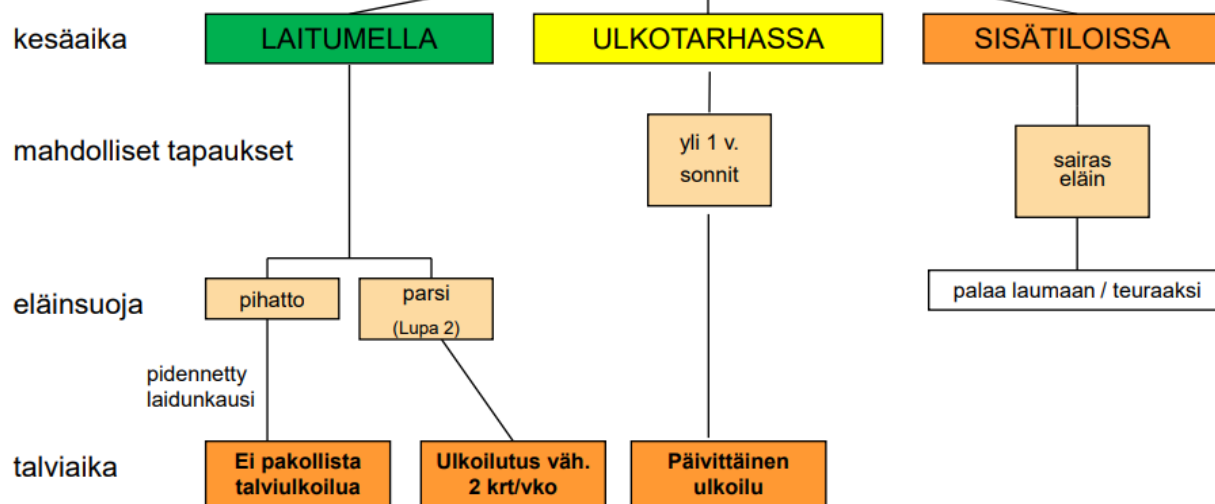 kesäaika
LAITUMELLA
ULKOTARHASSA
SISÄTILOISSA
mahdolliset tapaukset
yli 1 v.
sonnit
sairas
eläin
eläinsuoja
pihatto
parsi
(Lupa 2)
palaa laumaan / teuraaksi
pidennetty
laidunkausi
talviaika
Ei pakollista
talviulkoilua
Ulkoilutus väh.
2 krt/vko
Päivittäinen
ulkoilu